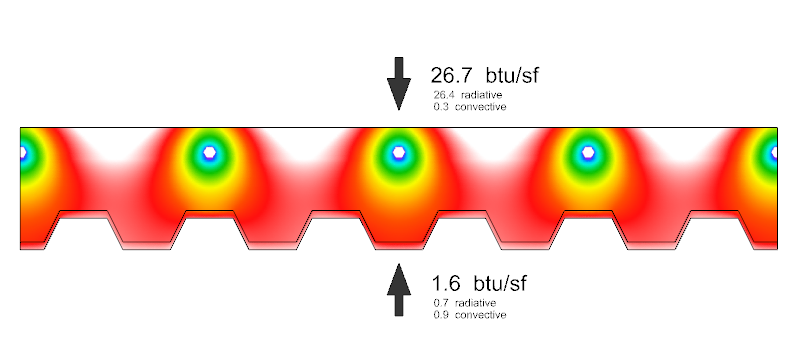 26.7 btu/sf
26.4 radiative
0.3 convective
1.6 btu/sf
0.7 radiative
0.9 convective